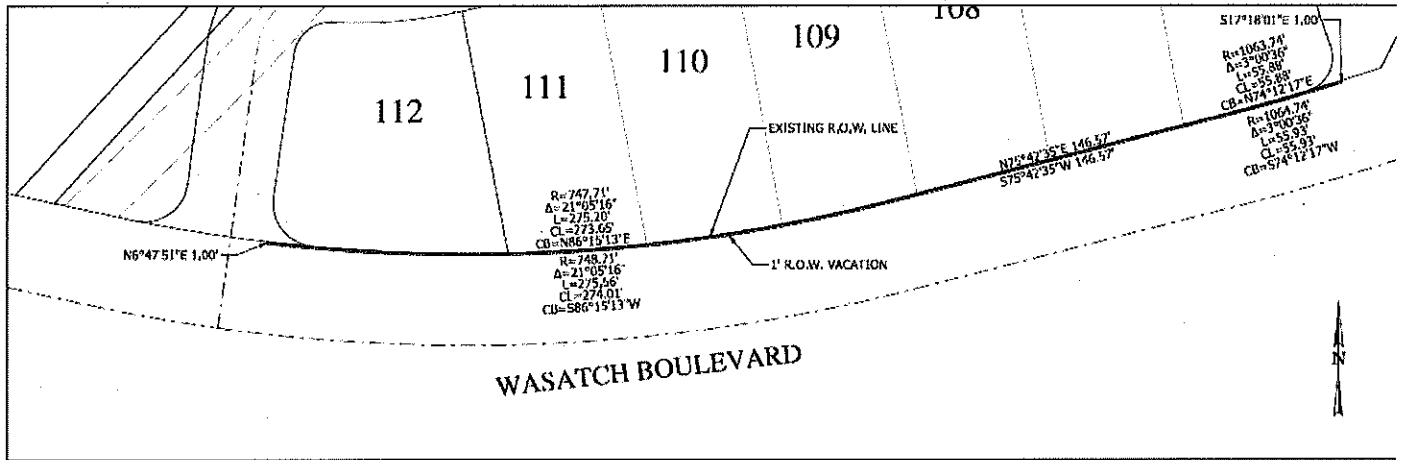 108
S17°18'01"E 1.00'
109
R=1063.74'
Δ=3°00'36"
L=55.88'
CL=55.88'
CB=N74°12'17"E
110
111
112
R=1064.74'
Δ=3°00'36"
L=55.93'
CL=55.93'
CB=S74°12'17"W
EXISTING R.O.W. LINE
N75°42'35"E 146.57'
S75°42'35"W 146.57'
R=747.71'
Δ=21°05'16"
L=275.20'
CL=273.65'
CB=N86°15'13"E
N6°47'51"E 1.00'
R=748.71'
Δ=21°05'16"
L=275.56'
CL=274.01'
CB=S86°15'13"W
1' R.O.W. VACATION
WASATCH BOULEVARD
N